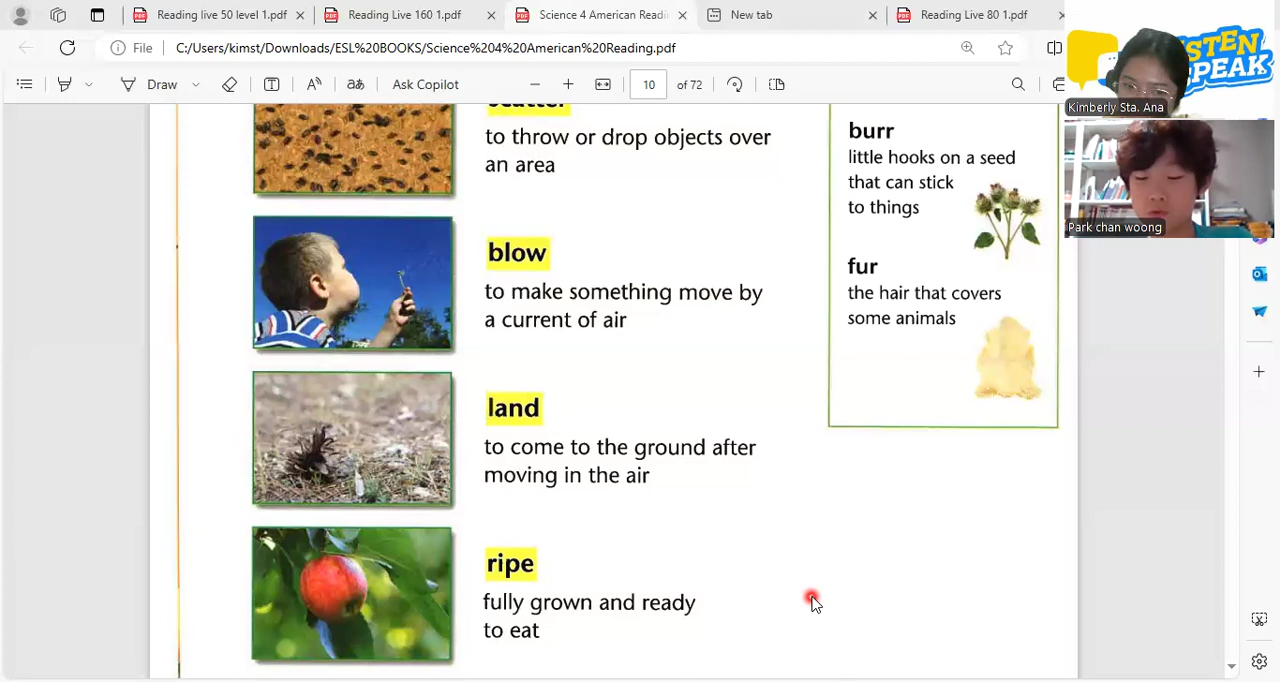 Reading live 50 level 1.pdf
Reading Live 160 1.pdf
Science 4 American Readi
New tab
Reading Live 80 1.pdf
File
C:/Users/kimst/Downloads/ESL%20BOOKS/Science%204%20American%20Reading.pdf
Draw
Ask Copilot
10
of 72
ISTEN
SPEAK
Kimberly Sta. Ana
Park chan woong
scatter
to throw or drop objects over
an area
blow
to make something move by
a current of air
land
to come to the ground after
moving in the air
ripe
fully grown and ready
to eat
burr
little hooks on a seed
that can stick
to things
fur
the hair that covers
some animals